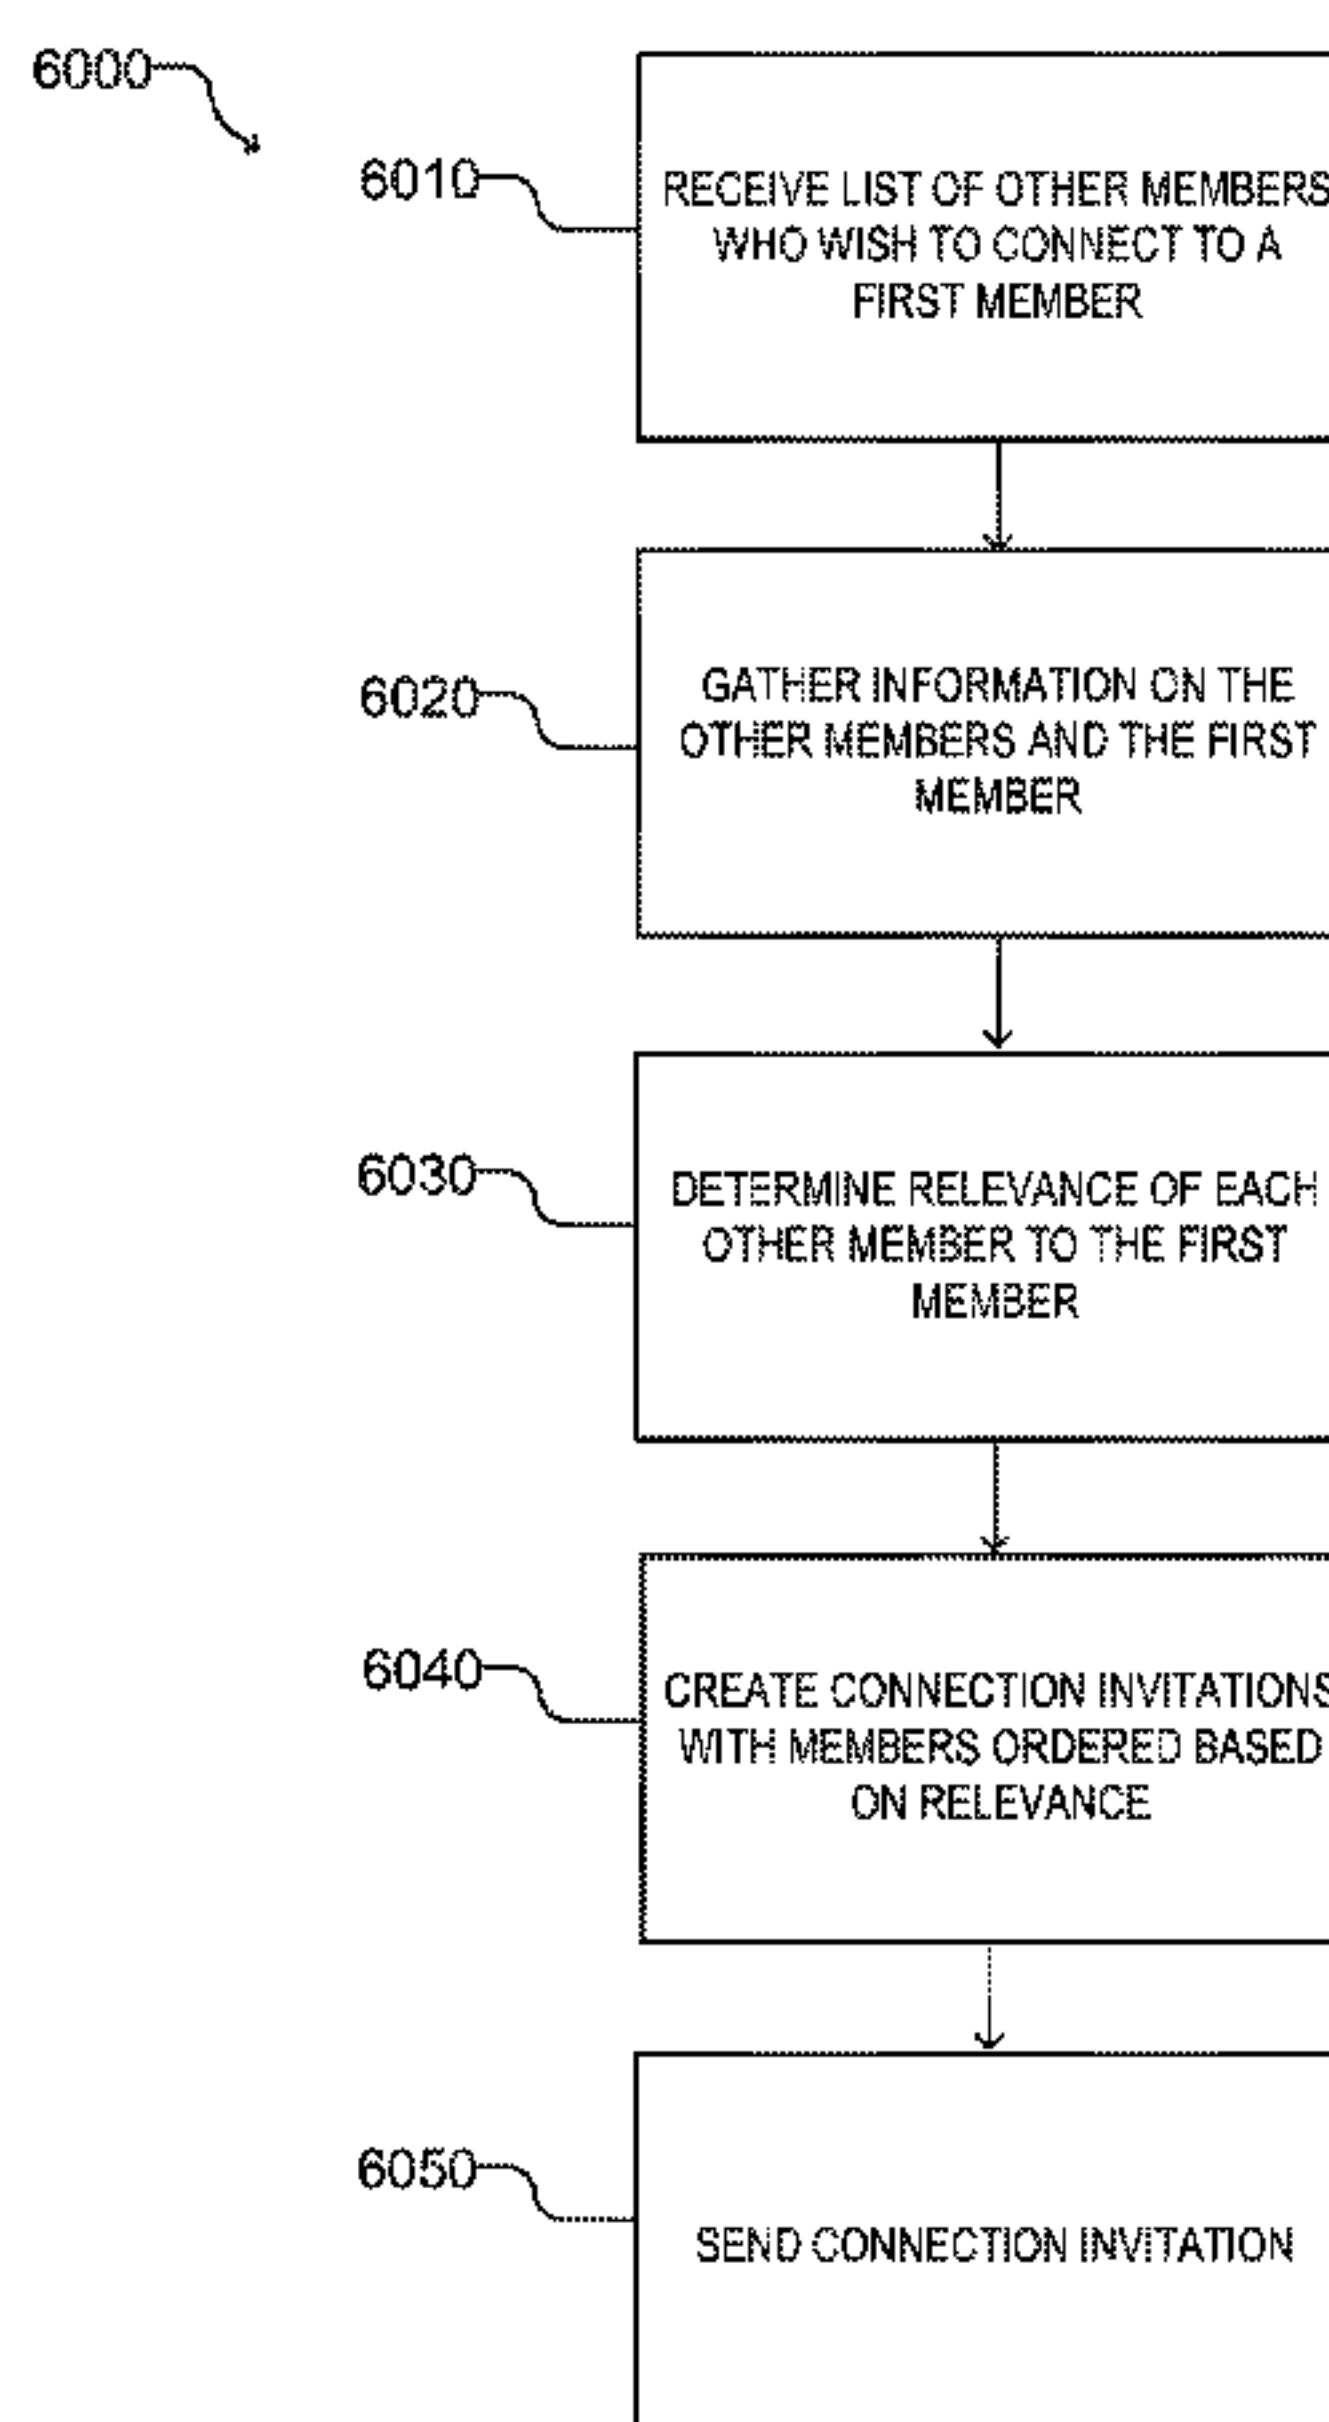 6000
6010
RECEIVE LIST OF OTHER MEMBERS
WHO WISH TO CONNECT TO A
FIRST MEMBER
6020
GATHER INFORMATION ON THE
OTHER MEMBERS AND THE FIRST
MEMBER
6030
DETERMINE RELEVANCE OF EACH
OTHER MEMBER TO THE FIRST
MEMBER
6040
CREATE CONNECTION INVITATIONS
WITH MEMBERS ORDERED BASED
ON RELEVANCE
6050
SEND CONNECTION INVITATION